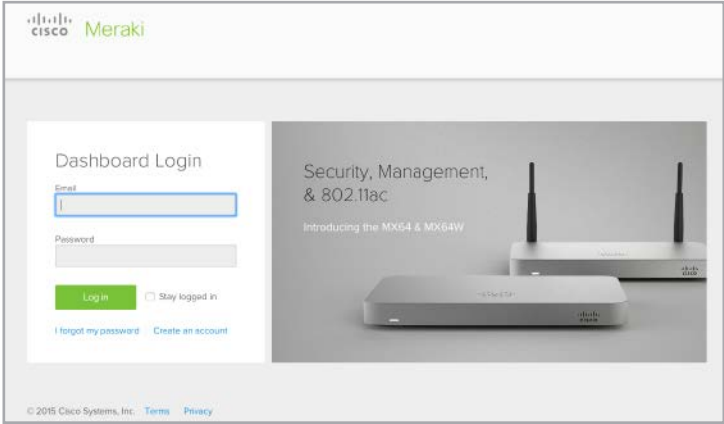 cisco Meraki
Dashboard Login
Email
Password
Log in
Stay logged in
I forgot my password Create an account
Security, Management,
& 802.11ac
Introducing the MX64 & MX64W
cisco
© 2015 Cisco Systems, Inc. Terms Privacy